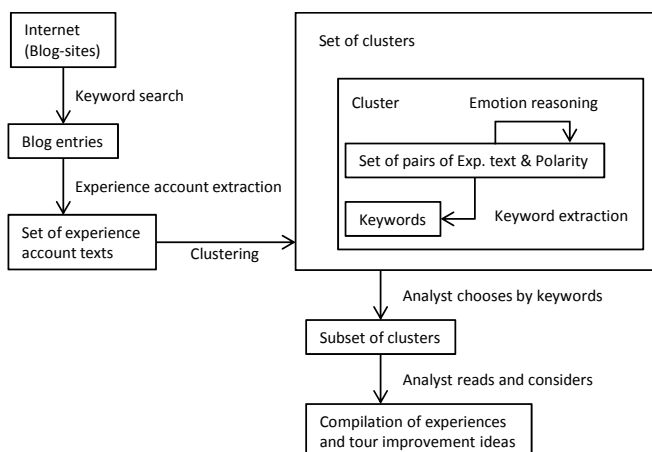 Internet
(Blog-sites)
Keyword search
Blog entries
Experience account extraction
Set of experience
account texts
Clustering
Set of clusters
Cluster
Emotion reasoning
Set of pairs of Exp. text & Polarity
Keywords
Keyword extraction
Analyst chooses by keywords
Subset of clusters
Analyst reads and considers
Compilation of experiences
and tour improvement ideas